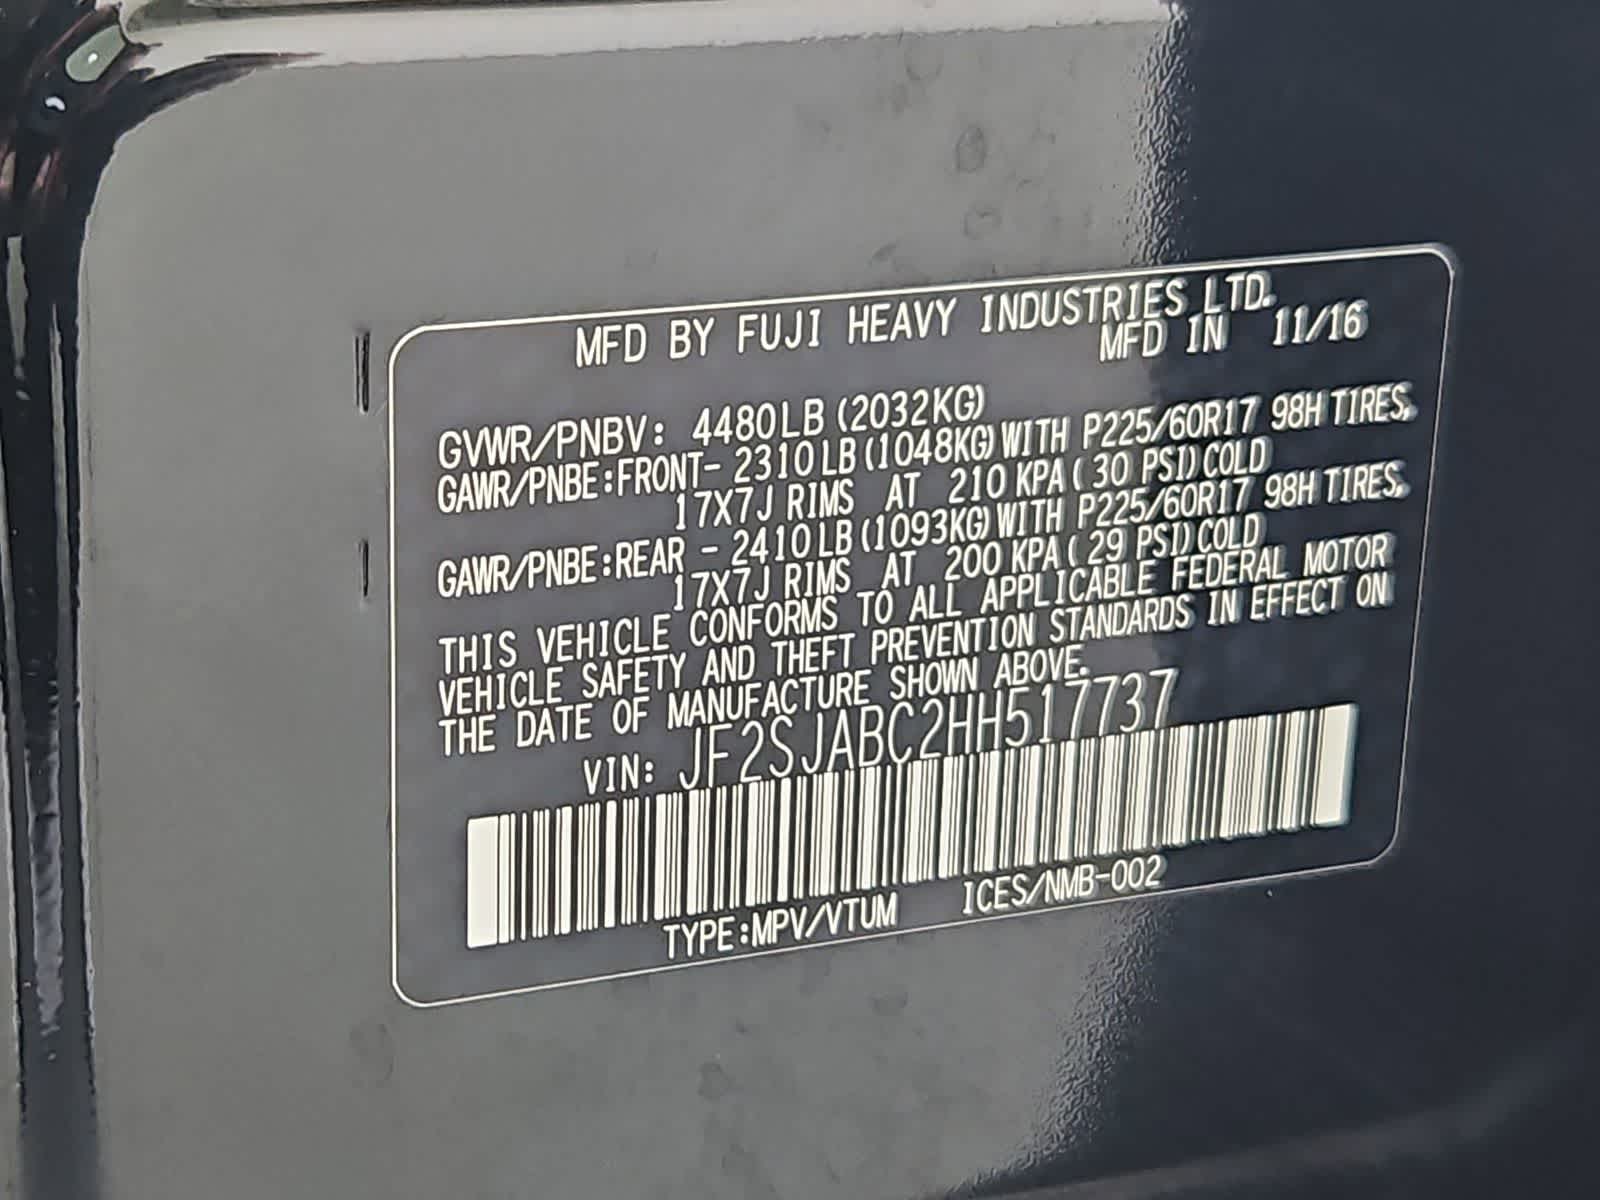 MFD BY FUJI HEAVY INDUSTRIES LTD.
MFD IN 11/16
GVWR/PNBV: 4480LB (2032KG)
GAWR/PNBE:FRONT- 2310LB (1048KG) WITH P225/60R17 98H TIRES,
17X7J RIMS AT 210 KPA ( 30 PSI) COLD
GAWR/PNBE:REAR - 2410LB (1093KG) WITH P225/60R17 98H TIRES,
17X7J RIMS AT 200 KPA ( 29 PSI) COLD
THIS VEHICLE CONFORMS TO ALL APPLICABLE FEDERAL MOTOR
VEHICLE SAFETY AND THEFT PREVENTION STANDARDS IN EFFECT ON
THE DATE OF MANUFACTURE SHOWN ABOVE.
VIN: JF2SJABC2HH517737
TYPE:MPV/VTUM ICES/NMB-002